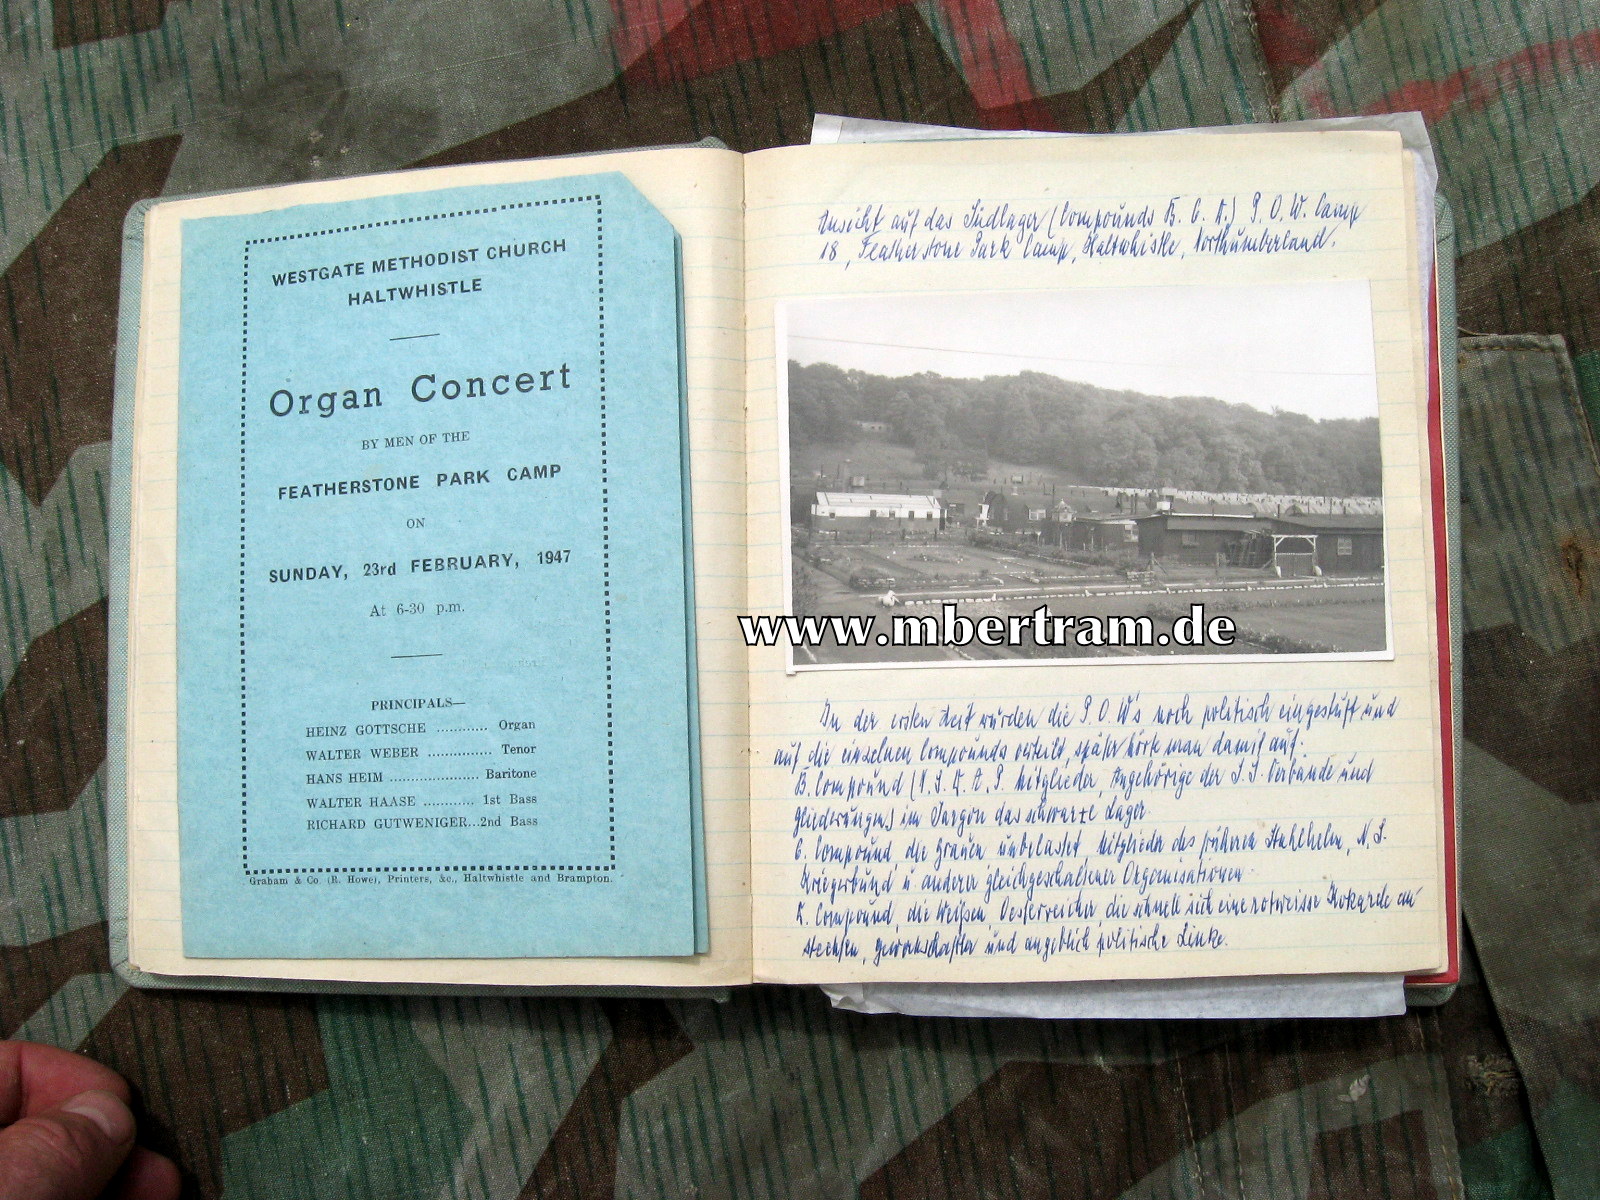 WESTGATE METHODIST CHURCH
HALTWHISTLE
Organ Concert
BY MEN OF THE
FEATHERSTONE PARK CAMP
ON
SUNDAY, 23rd FEBRUARY, 1947
At 6-30 p.m.
PRINCIPALS—
HEINZ GOTTSCHE ............ Organ
WALTER WEBER ............... Tenor
HANS HEIM ..................... Baritone
WALTER HAASE ............ 1st Bass
RICHARD GUTWENIGER...2nd Bass
Graham & Co. (R. Howe), Printers, &c., Haltwhistle and Brampton.
Ansicht auf das Südlager (Compounds B. C. A.) P. O. W. Camp
18, Featherstone Park Camp, Haltwhistle, Northumberland.
www.mbertram.de
In der ersten Zeit wurden die P. O. W's noch politisch eingestuft und
auf die einzelnen Compounds verteilt, später hörte man damit auf.
B. Compound (N. S. D. A. P. Mitglieder, Angehörige der S. S. Verbände und
Gliederungen) im Jargon das schwarze Lager.
C. Compound, die Grauen, unbelastet, Mitglieder des früheren Stahlhelm, N. S.
Kriegerbund u. anderer gleichgeschaltener Organisationen.
A. Compound, die Weißen, Oesterreicher, die schnell sich eine rotweisse Kokarde an-
steckten, Gewerkschaftler und angeblich politische Linke.